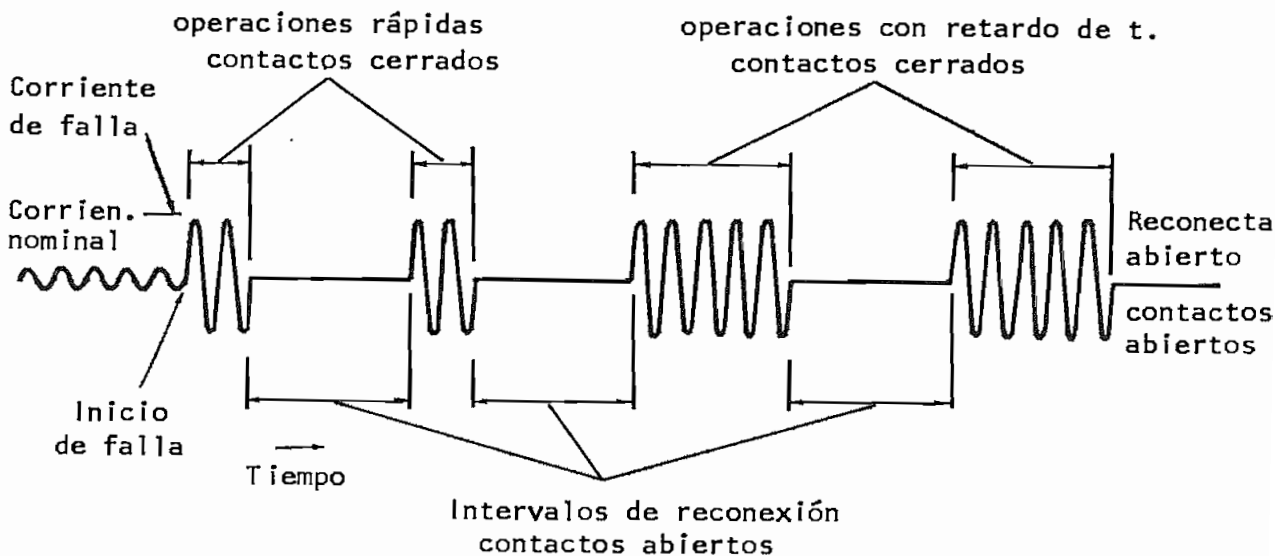 operaciones rápidas
contactos cerrados
operaciones con retardo de t.
contactos cerrados
Corriente
de falla
Corrien.
nominal
Reconecta
abierto
contactos
abiertos
Inicio
de falla
Tiempo
Intervalos de reconexión
contactos abiertos